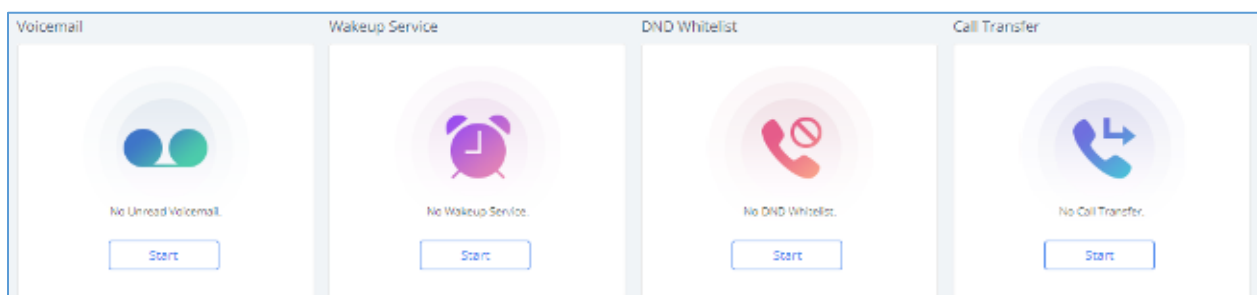 Voicemail
Wakeup Service
DND Whitelist
Call Transfer
No Unread Voicemail.
No Wakeup Service.
No DND Whitelist.
No Call Transfer.
Start
Start
Start
Start